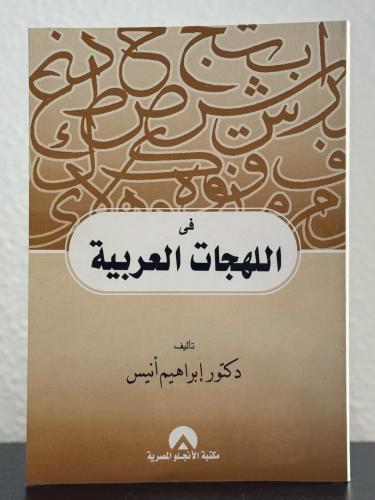 فى
اللهجات العربية
تأليف
دكتور إبراهيم أنيس
مكتبة الأنجلو المصرية